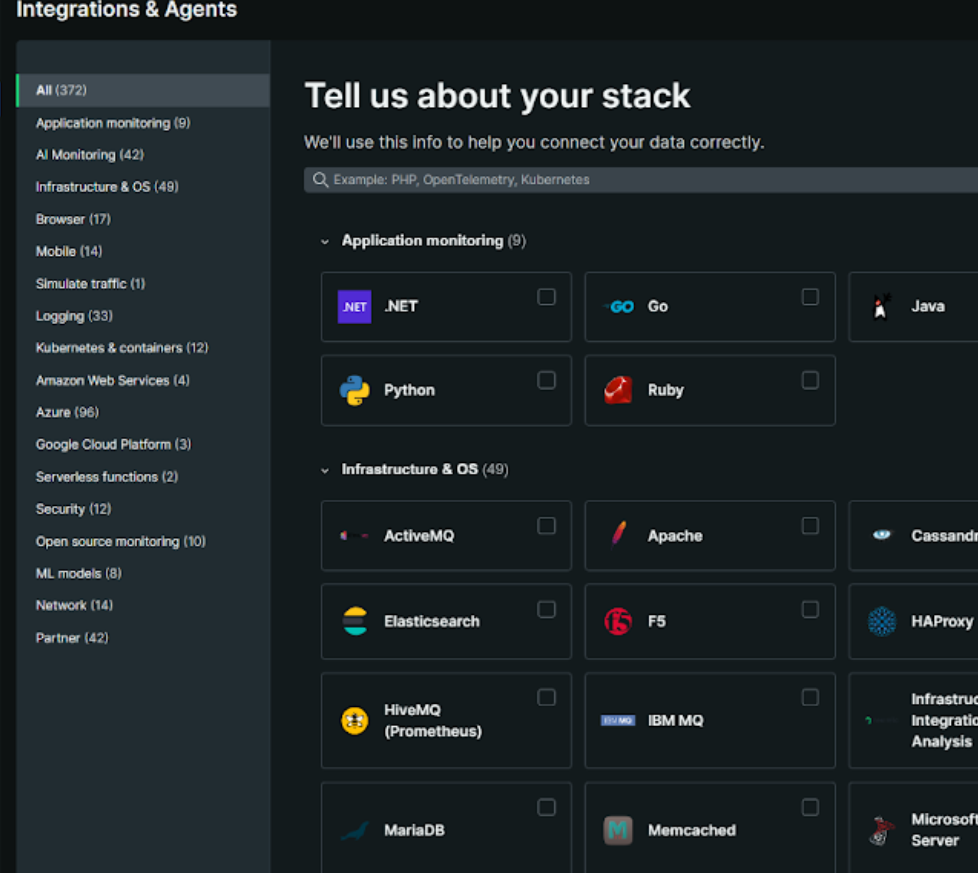 Integrations & Agents
All (372)
Application monitoring (9)
AI Monitoring (42)
Infrastructure & OS (49)
Browser (17)
Mobile (14)
Simulate traffic (1)
Logging (33)
Kubernetes & containers (12)
Amazon Web Services (4)
Azure (96)
Google Cloud Platform (3)
Serverless functions (2)
Security (12)
Open source monitoring (10)
ML models (8)
Network (14)
Partner (42)
Tell us about your stack
We'll use this info to help you connect your data correctly.
Example: PHP, OpenTelemetry, Kubernetes
Application monitoring (9)
.NET .NET
GO Go
Java
Python
Ruby
Infrastructure & OS (49)
ActiveMQ
Apache
Cassandr
Elasticsearch
f5 F5
HAProxy
HiveMQ
(Prometheus)
IBM MQ IBM MQ
Infrastruc
Integratio
Analysis
MariaDB
M Memcached
Microsoft
Server